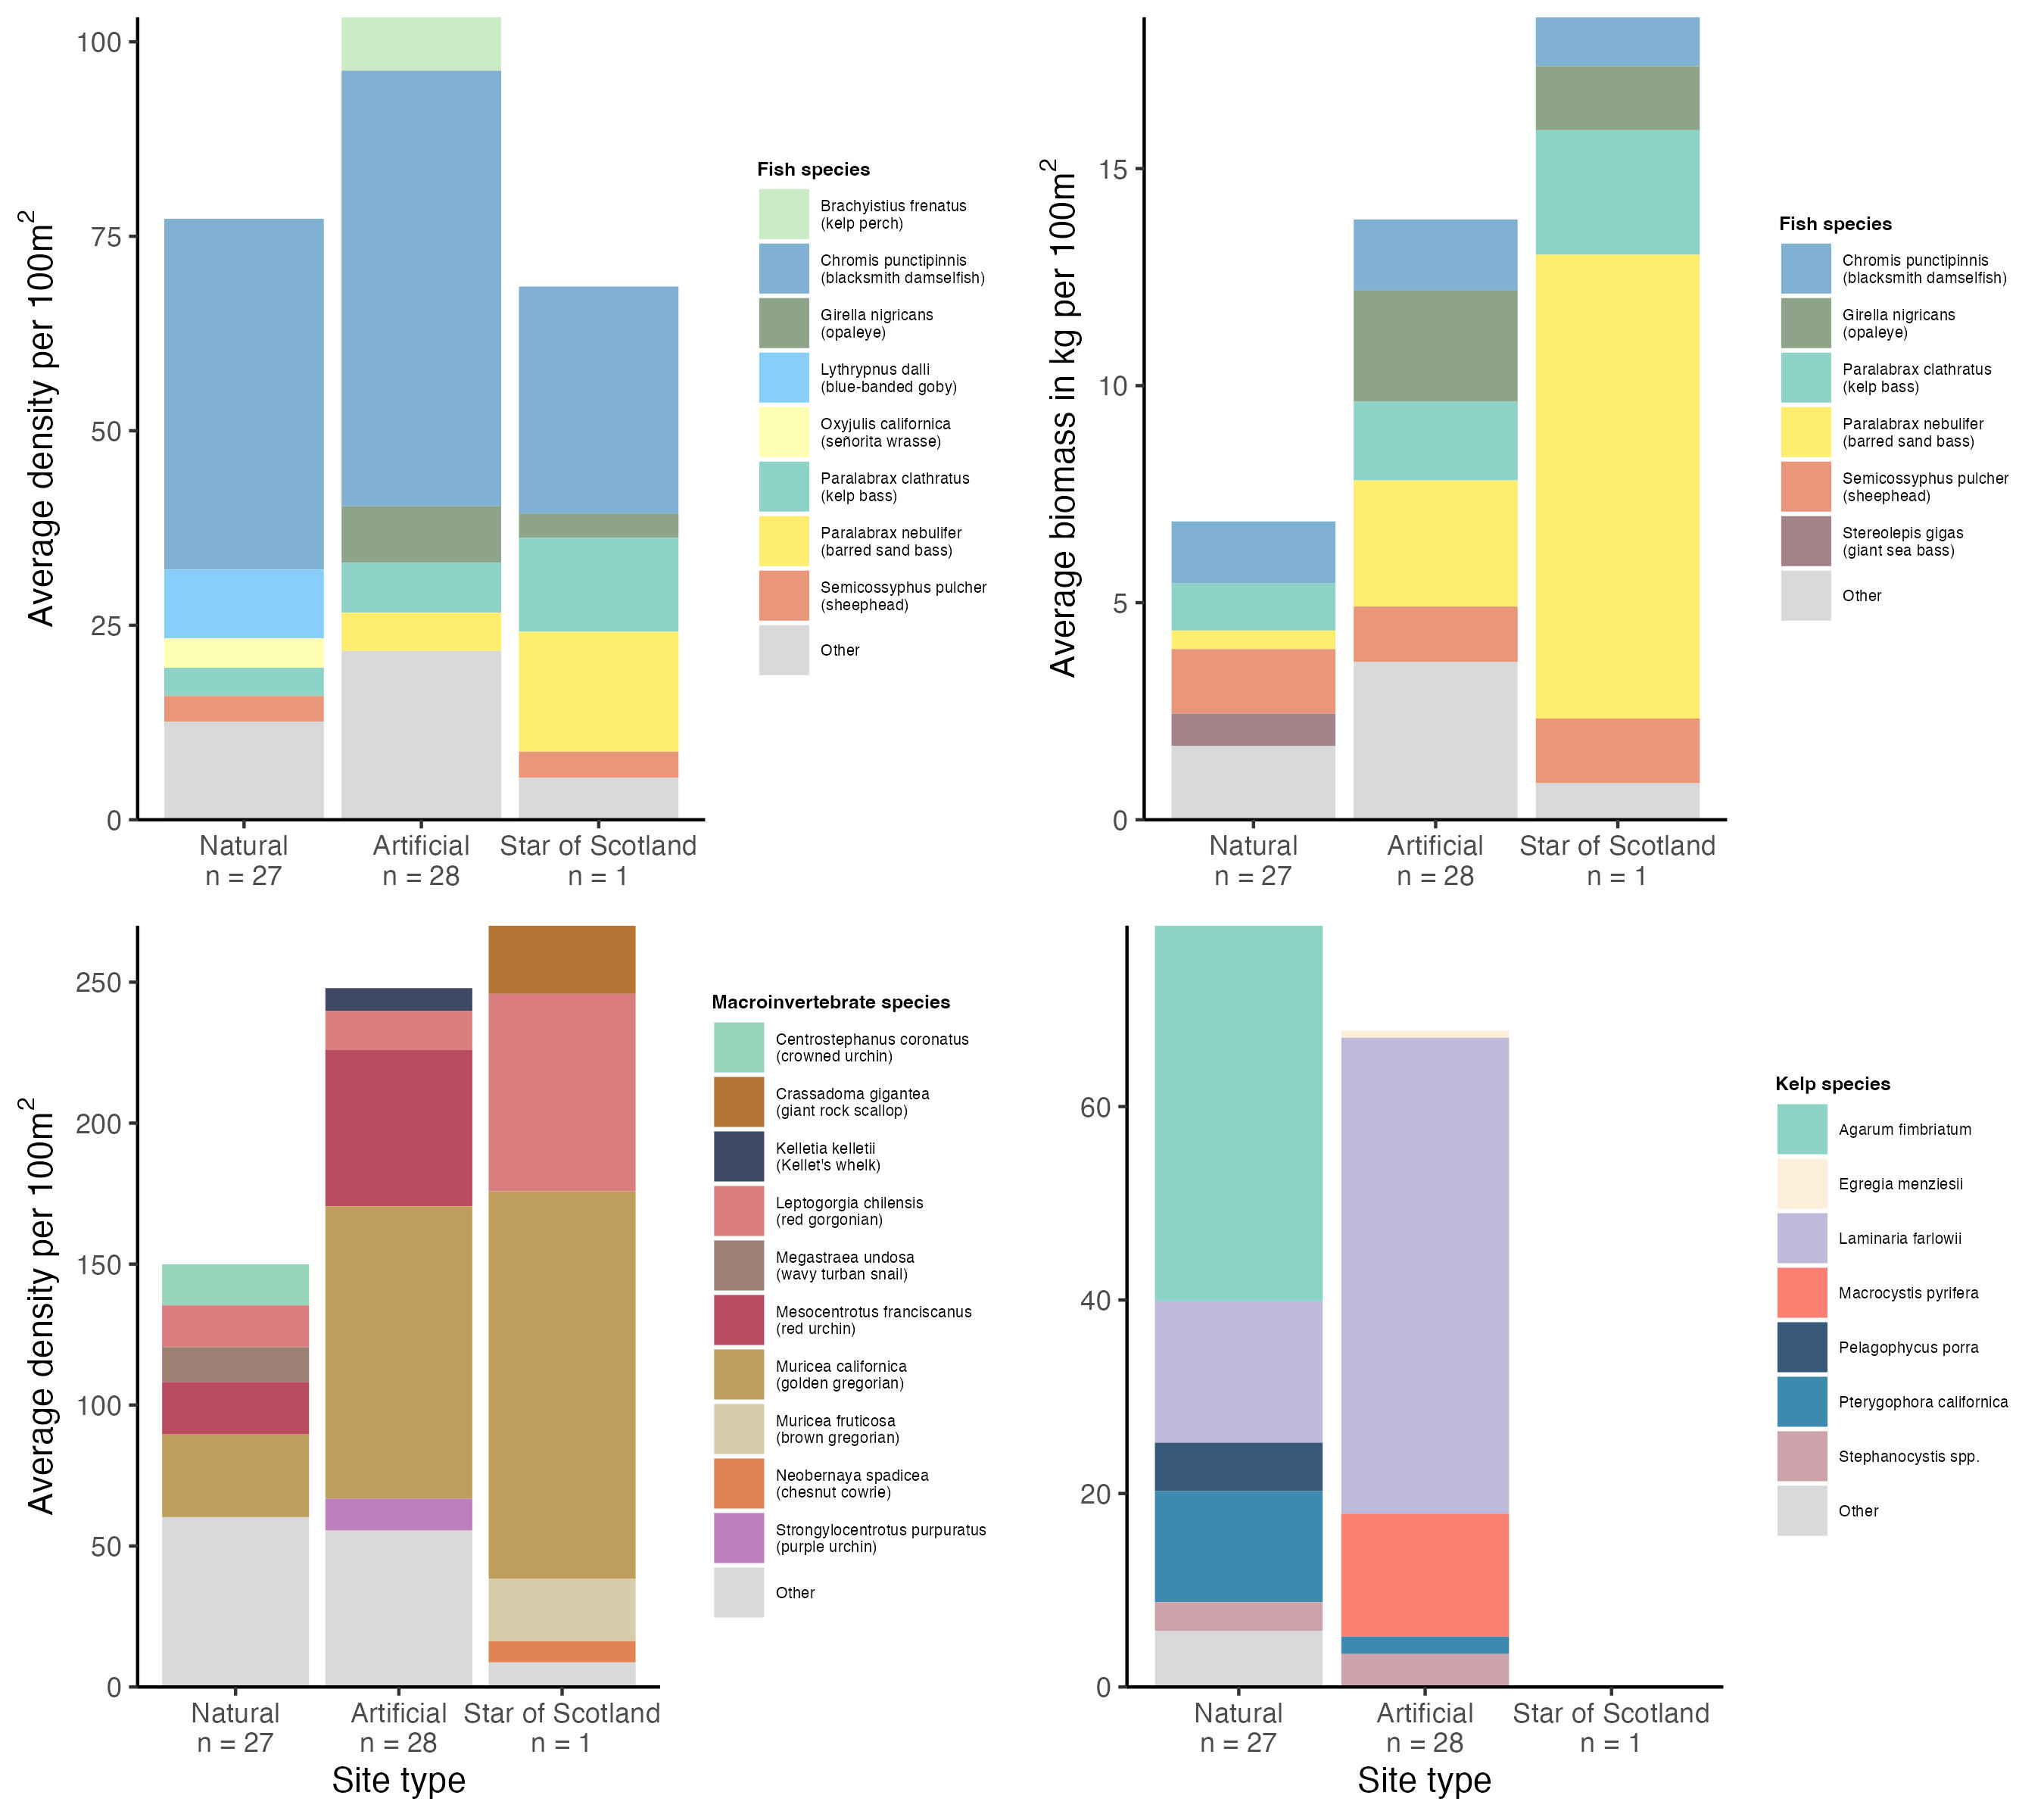 Average density per 100m²
100
75
50
25
0
Natural
n = 27
Artificial
n = 28
Star of Scotland
n = 1
Fish species
Brachyistius frenatus
(kelp perch)
Chromis punctipinnis
(blacksmith damselfish)
Girella nigricans
(opaleye)
Lythrypnus dalli
(blue-banded goby)
Oxyjulis californica
(señorita wrasse)
Paralabrax clathratus
(kelp bass)
Paralabrax nebulifer
(barred sand bass)
Semicossyphus pulcher
(sheephead)
Other
Average biomass in kg per 100m²
15
10
5
0
Natural
n = 27
Artificial
n = 28
Star of Scotland
n = 1
Fish species
Chromis punctipinnis
(blacksmith damselfish)
Girella nigricans
(opaleye)
Paralabrax clathratus
(kelp bass)
Paralabrax nebulifer
(barred sand bass)
Semicossyphus pulcher
(sheephead)
Stereolepis gigas
(giant sea bass)
Other
Average density per 100m²
250
200
150
100
50
0
Natural
n = 27
Artificial
n = 28
Star of Scotland
n = 1
Site type
Macroinvertebrate species
Centrostephanus coronatus
(crowned urchin)
Crassadoma gigantea
(giant rock scallop)
Kelletia kelletii
(Kellet's whelk)
Leptogorgia chilensis
(red gorgonian)
Megastraea undosa
(wavy turban snail)
Mesocentrotus franciscanus
(red urchin)
Muricea californica
(golden gregorian)
Muricea fruticosa
(brown gregorian)
Neobernaya spadicea
(chesnut cowrie)
Strongylocentrotus purpuratus
(purple urchin)
Other
60
40
20
0
Natural
n = 27
Artificial
n = 28
Star of Scotland
n = 1
Site type
Kelp species
Agarum fimbriatum
Egregia menziesii
Laminaria farlowii
Macrocystis pyrifera
Pelagophycus porra
Pterygophora californica
Stephanocystis spp.
Other